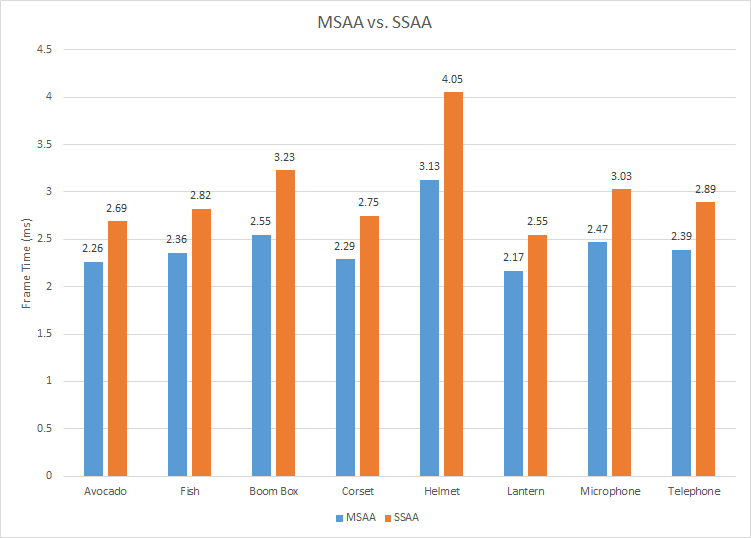 MSAA vs. SSAA
4.5
4
3.5
3
2.5
2
1.5
1
0.5
0
Frame Time (ms)
2.26 2.69 2.36 2.82 2.55 3.23 2.29 2.75 3.13 4.05 2.17 2.55 2.47 3.03 2.39 2.89
Avocado Fish Boom Box Corset Helmet Lantern Microphone Telephone
MSAA SSAA